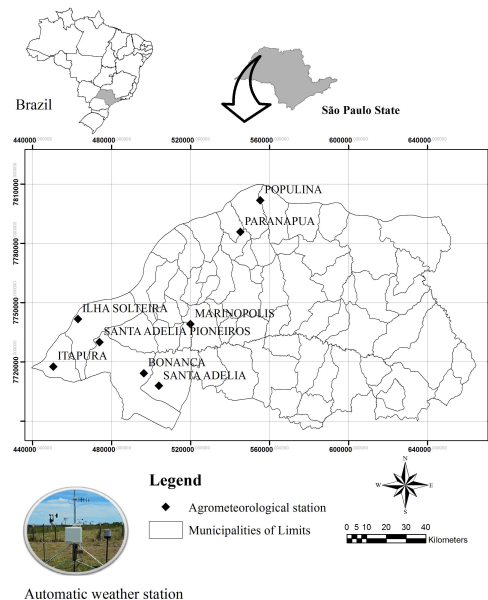 Brazil
São Paulo State
440000 480000 520000 560000 600000 640000
7810000
POPULINA
PARANAPUA
7780000
7750000
ILHA SOLTEIRA
MARINOPOLIS
SANTA ADELIA PIONEIROS
ITAPURA
BONANÇA
7720000
SANTA ADELIA
440000 480000 520000 560000 600000 640000
Legend
Agrometeorological station
Municipalities of Limits
N
W E
S
0 5 10 20 30 40
Kilometers
Automatic weather station